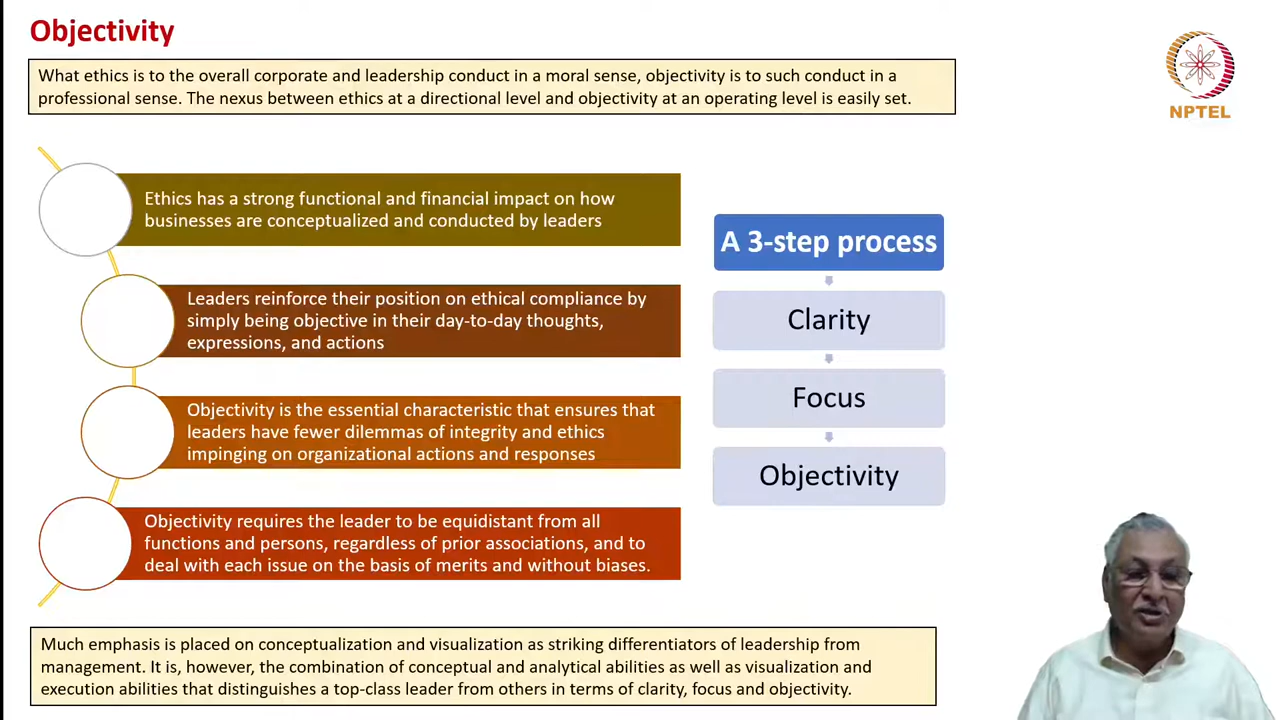 Objectivity
What ethics is to the overall corporate and leadership conduct in a moral sense, objectivity is to such conduct in a
professional sense. The nexus between ethics at a directional level and objectivity at an operating level is easily set.
NPTEL
Ethics has a strong functional and financial impact on how
businesses are conceptualized and conducted by leaders
Leaders reinforce their position on ethical compliance by
simply being objective in their day-to-day thoughts,
expressions, and actions
Objectivity is the essential characteristic that ensures that
leaders have fewer dilemmas of integrity and ethics
impinging on organizational actions and responses
Objectivity requires the leader to be equidistant from all
functions and persons, regardless of prior associations, and to
deal with each issue on the basis of merits and without biases.
A 3-step process
Clarity
Focus
Objectivity
Much emphasis is placed on conceptualization and visualization as striking differentiators of leadership from
management. It is, however, the combination of conceptual and analytical abilities as well as visualization and
execution abilities that distinguishes a top-class leader from others in terms of clarity, focus and objectivity.